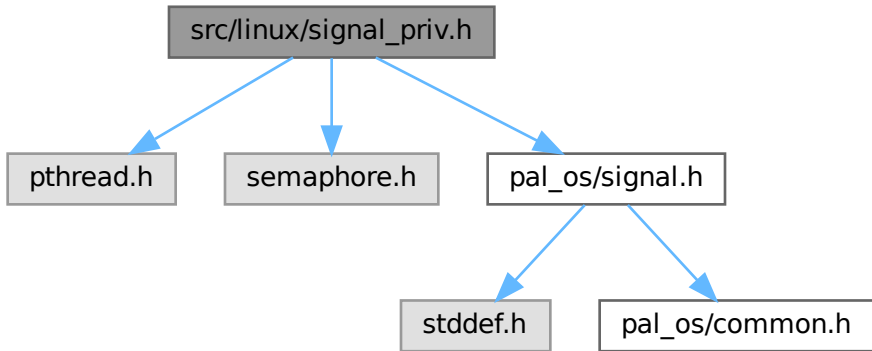 src/linux/signal_priv.h
pthread.h
semaphore.h
pal_os/signal.h
stddef.h
pal_os/common.h